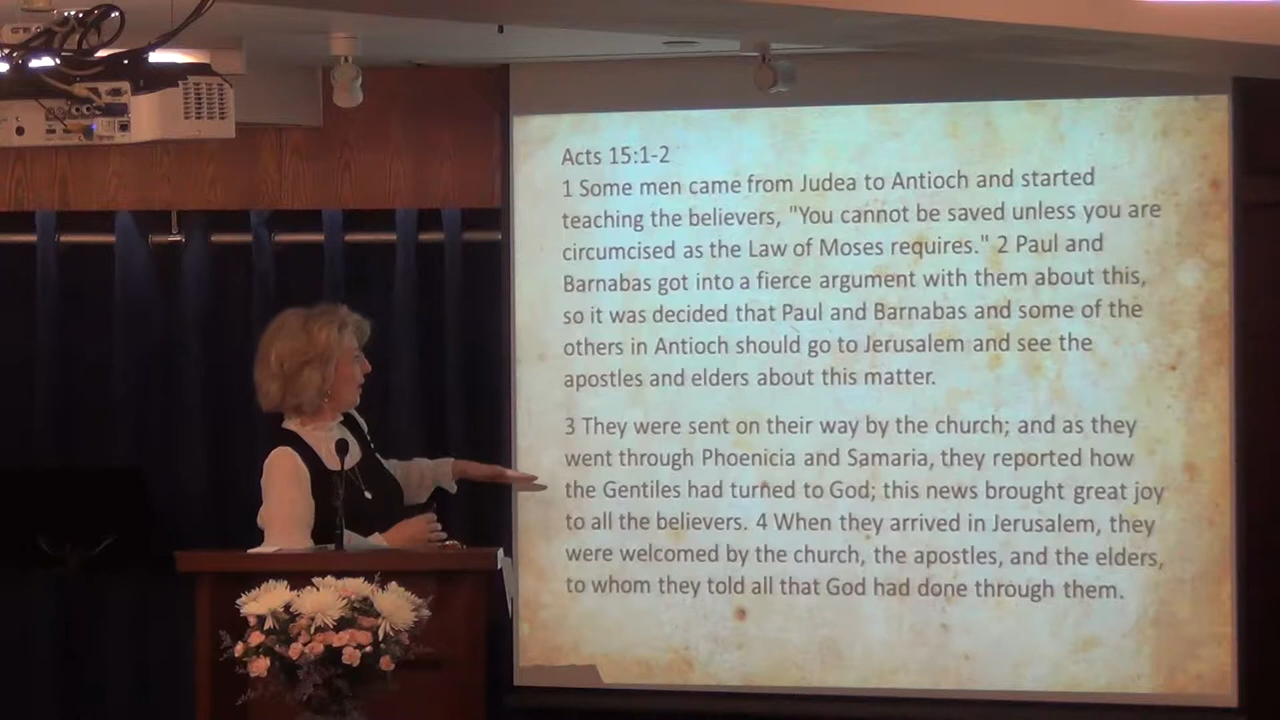 Acts 15:1-2
1 Some men came from Judea to Antioch and started
teaching the believers, "You cannot be saved unless you are
circumcised as the Law of Moses requires." 2 Paul and
Barnabas got into a fierce argument with them about this,
so it was decided that Paul and Barnabas and some of the
others in Antioch should go to Jerusalem and see the
apostles and elders about this matter.
3 They were sent on their way by the church; and as they
went through Phoenicia and Samaria, they reported how
the Gentiles had turned to God; this news brought great joy
to all the believers. 4 When they arrived in Jerusalem, they
were welcomed by the church, the apostles, and the elders,
to whom they told all that God had done through them.